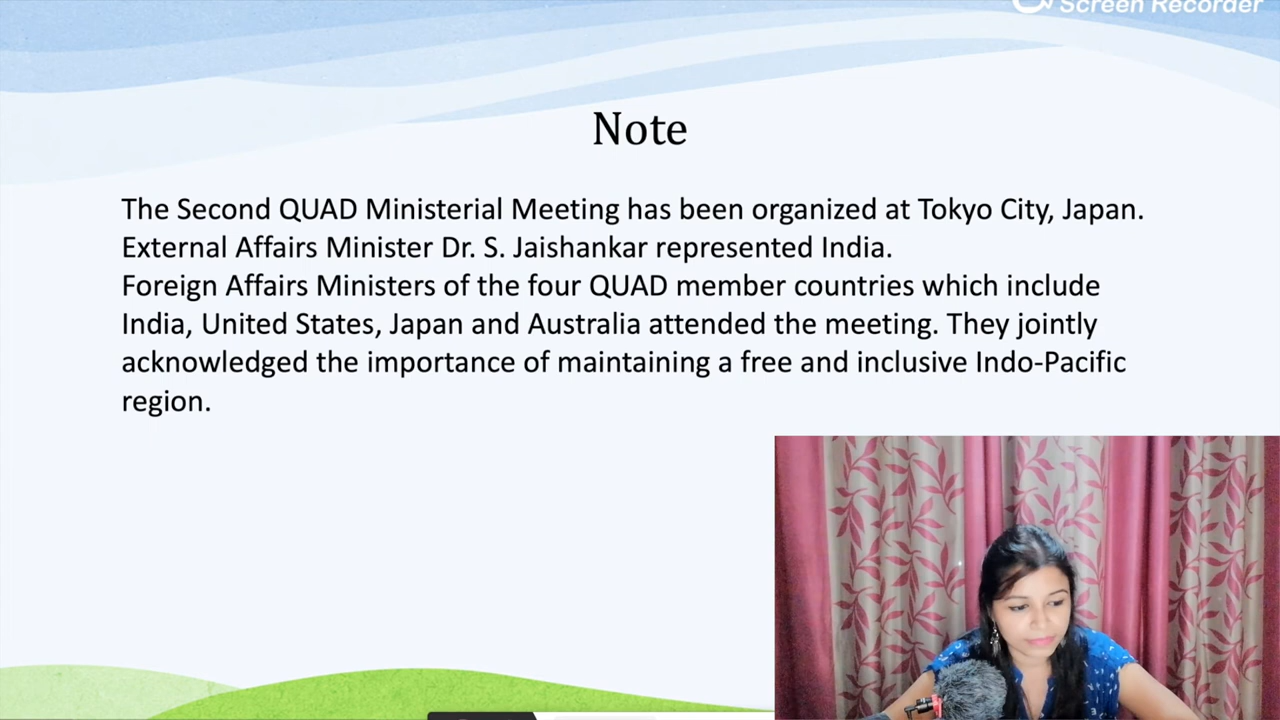 Screen Recorder
Note
The Second QUAD Ministerial Meeting has been organized at Tokyo City, Japan.
External Affairs Minister Dr. S. Jaishankar represented India.
Foreign Affairs Ministers of the four QUAD member countries which include
India, United States, Japan and Australia attended the meeting. They jointly
acknowledged the importance of maintaining a free and inclusive Indo-Pacific
region.